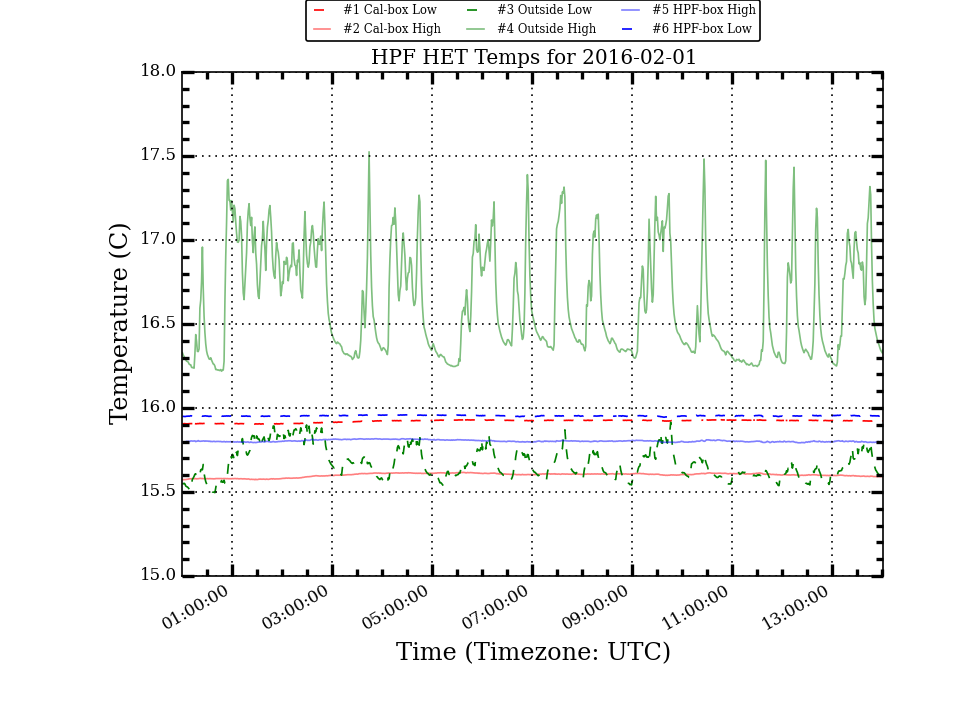 #1 Cal-box Low #3 Outside Low #5 HPF-box High
#2 Cal-box High #4 Outside High #6 HPF-box Low
HPF HET Temps for 2016-02-01
18.0
17.5
17.0
16.5
16.0
15.5
15.0
Temperature (C)
01:00:00 03:00:00 05:00:00 07:00:00 09:00:00 11:00:00 13:00:00
Time (Timezone: UTC)